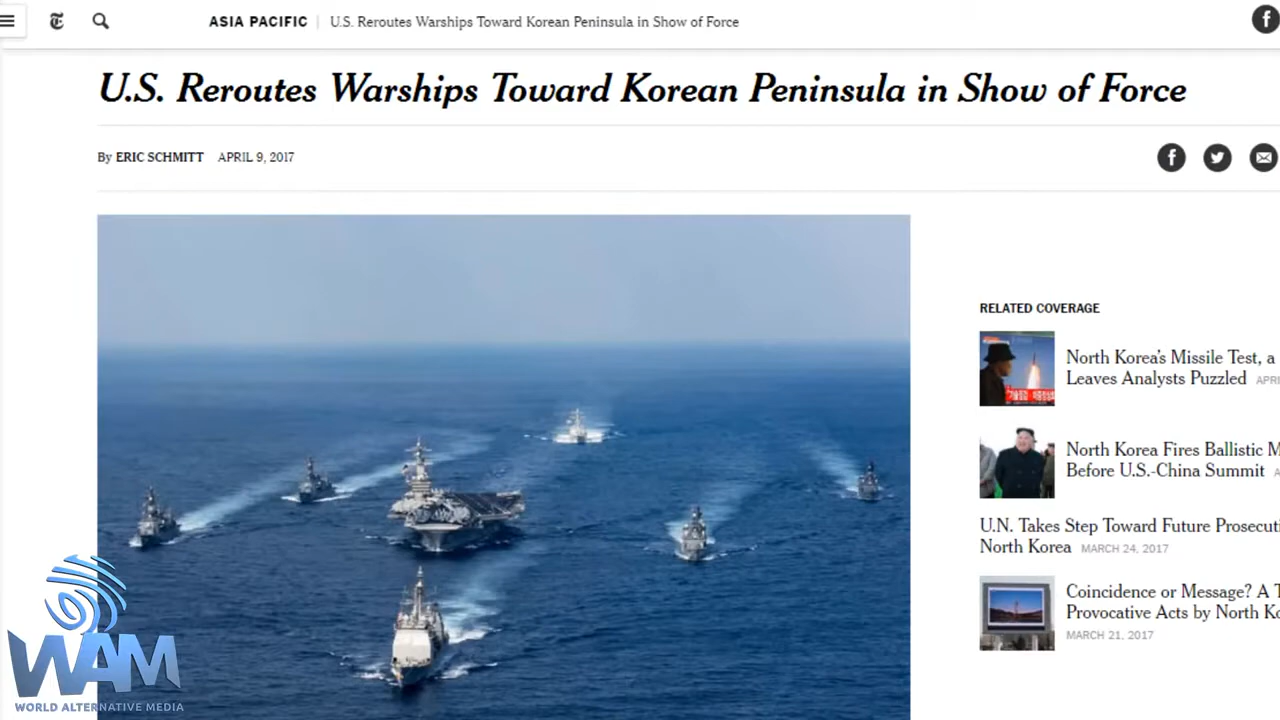 ASIA PACIFIC | U.S. Reroutes Warships Toward Korean Peninsula in Show of Force
U.S. Reroutes Warships Toward Korean Peninsula in Show of Force
By ERIC SCHMITT APRIL 9, 2017
RELATED COVERAGE
North Korea's Missile Test, a
Leaves Analysts Puzzled APRI
North Korea Fires Ballistic M
Before U.S.-China Summit A
U.N. Takes Step Toward Future Prosecuti
North Korea MARCH 24, 2017
Coincidence or Message? A T
Provocative Acts by North Ko
MARCH 21, 2017
WAM
WORLD ALTERNATIVE MEDIA